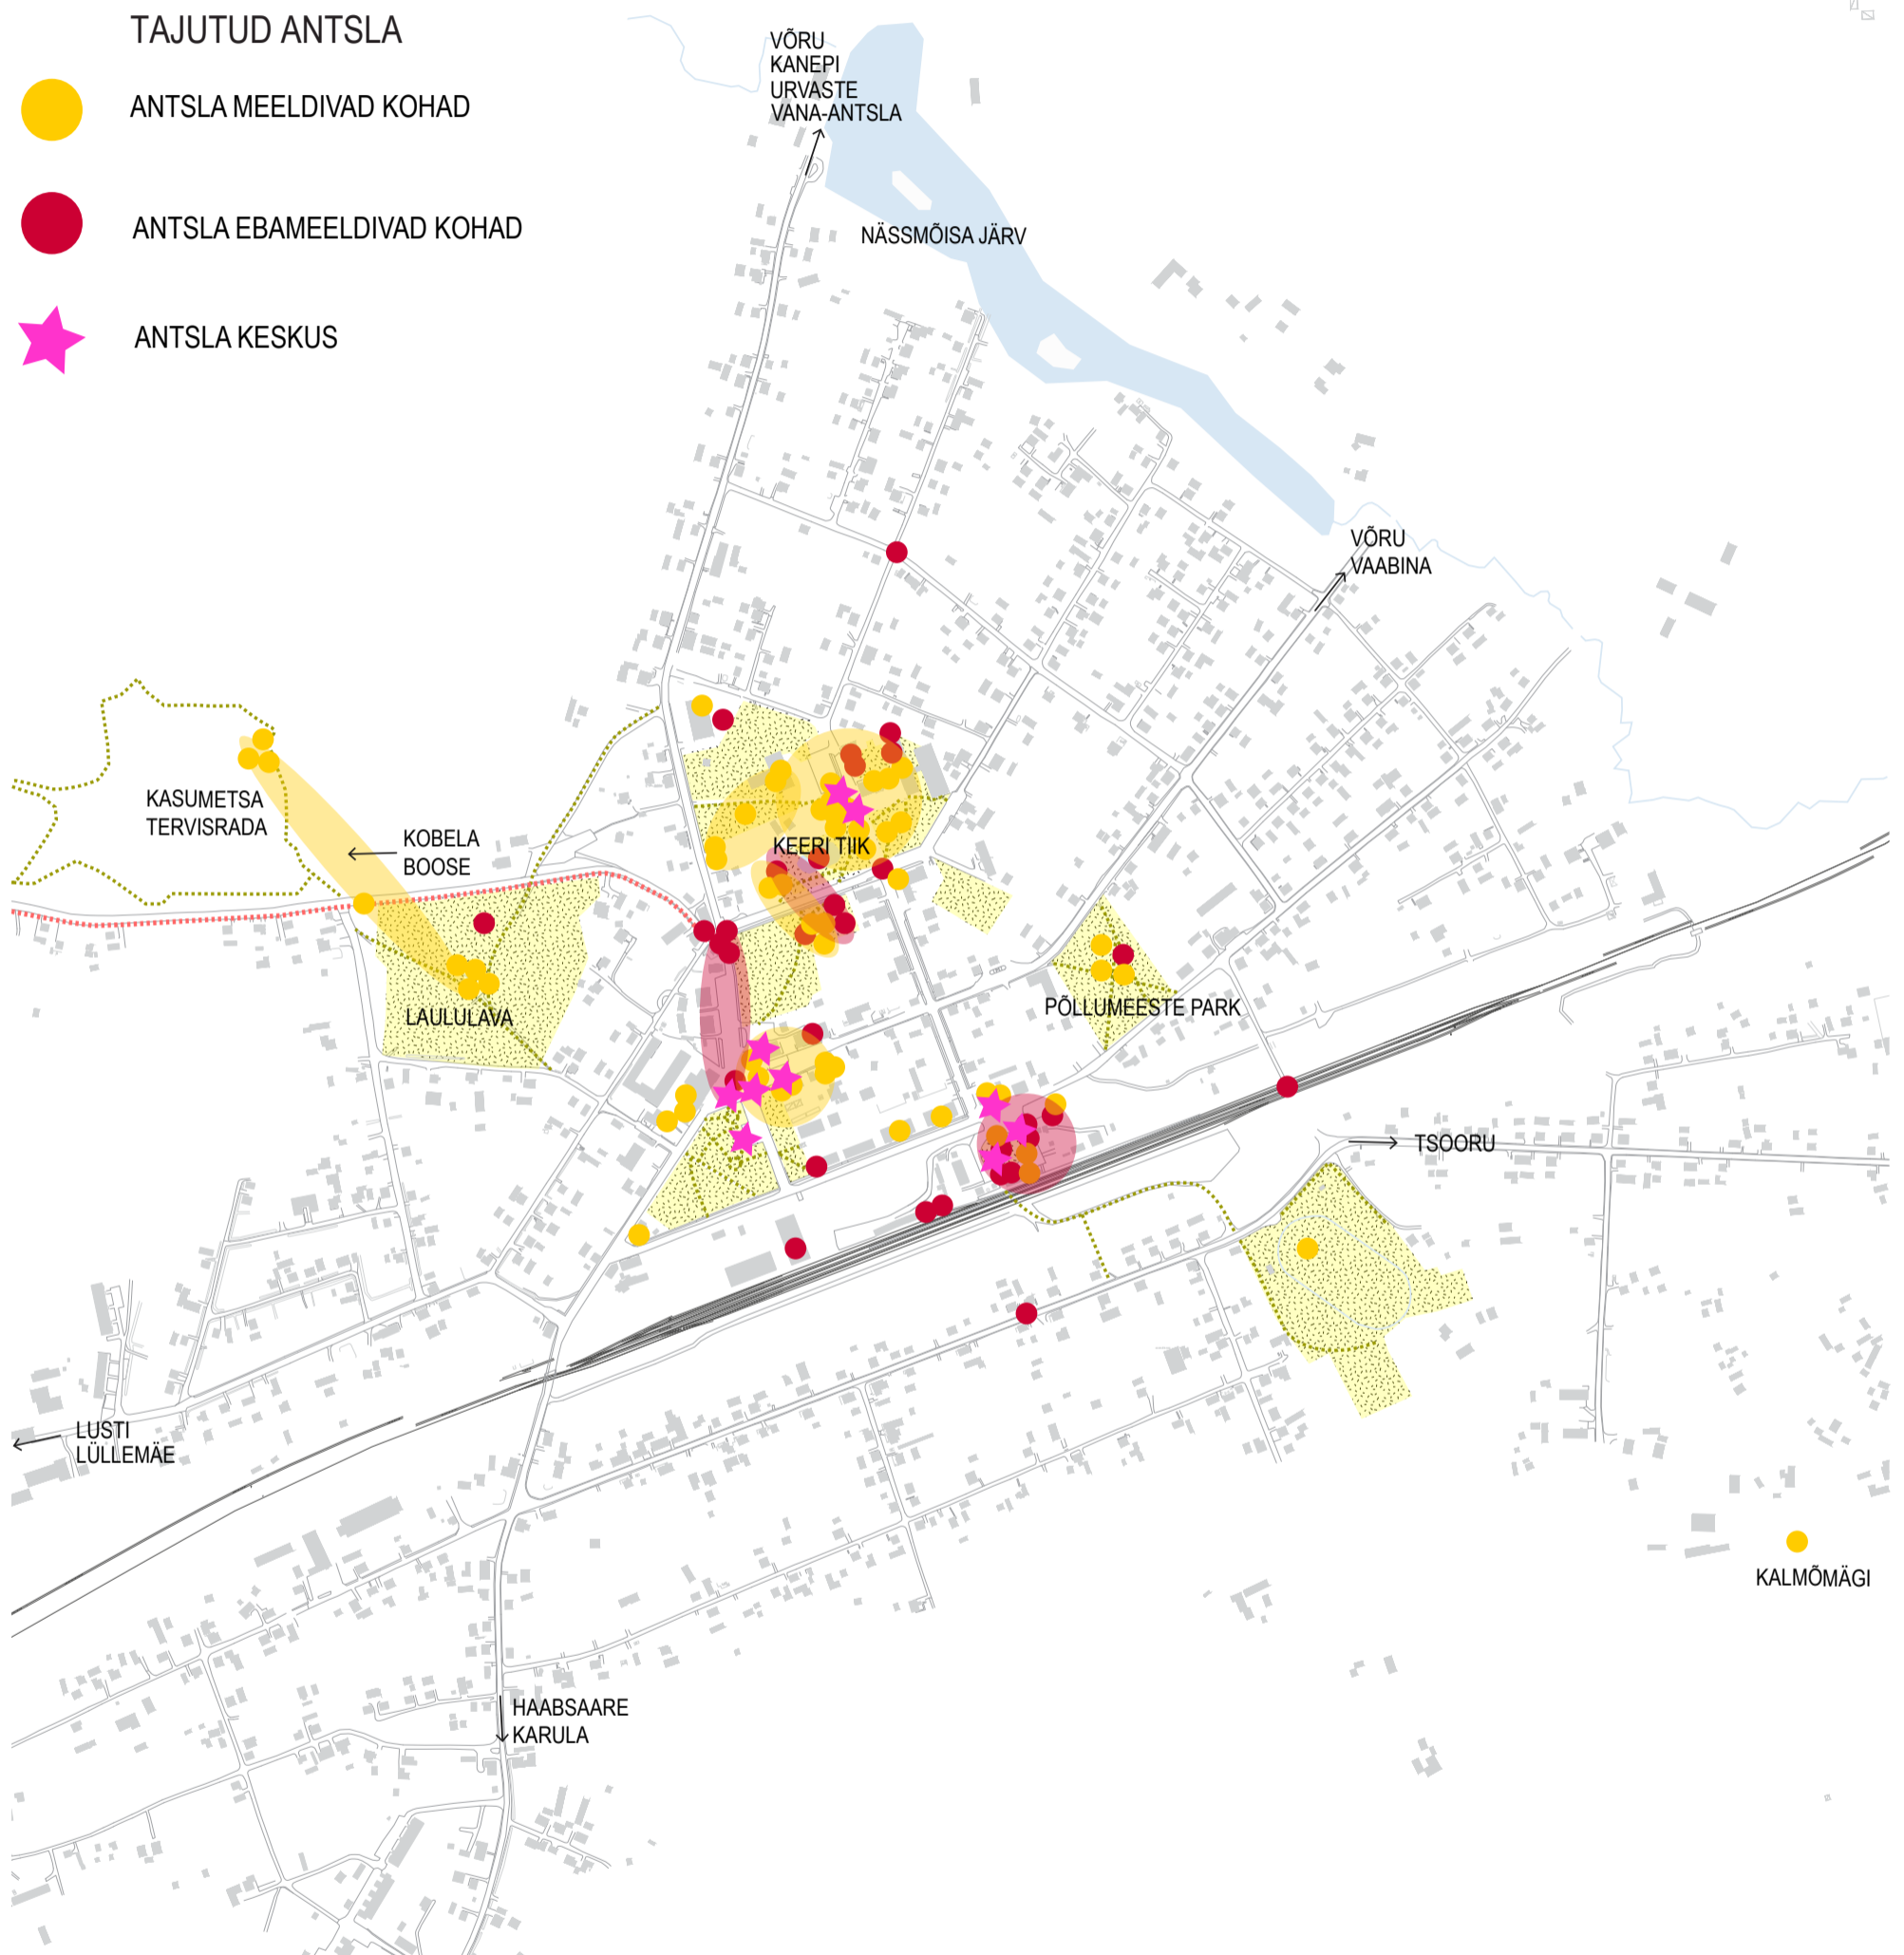 TAJUTUD ANTSLA
ANTSLA MEELDIVAD KOHAD
ANTSLA EBAMEELDIVAD KOHAD
ANTSLA KESKUS
VÕRU
KANEPI
URVASTE
VANA-ANTSLA
NÄSSMÕISA JÄRV
VÕRU
VAABINA
KASUMETSA
TERVISRADA
KOBELA
BOOSE
KEERI TIIK
LAULULAVA
PÕLLUMEESTE PARK
TSOORU
LUSTI
LÜLLEMÄE
KALMÕMÄGI
HAABSAARE
KARULA